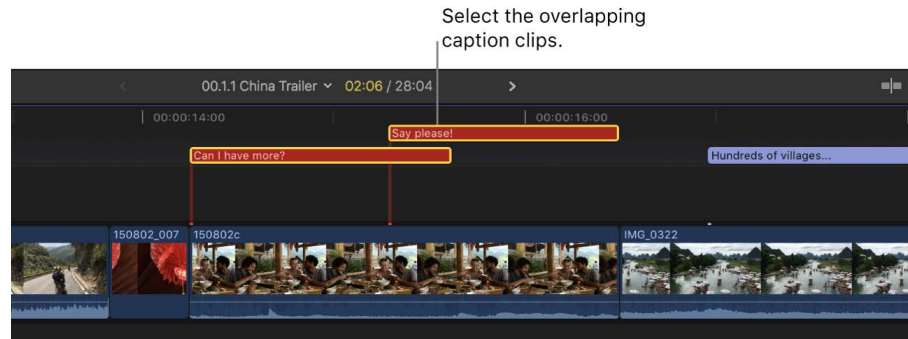 Select the overlapping
caption clips.
00.1.1 China Trailer 02:06 / 28:04
00:00:14:00 00:00:16:00
Say please!
Can I have more? Hundreds of villages...
150802_007 150802c IMG_0322